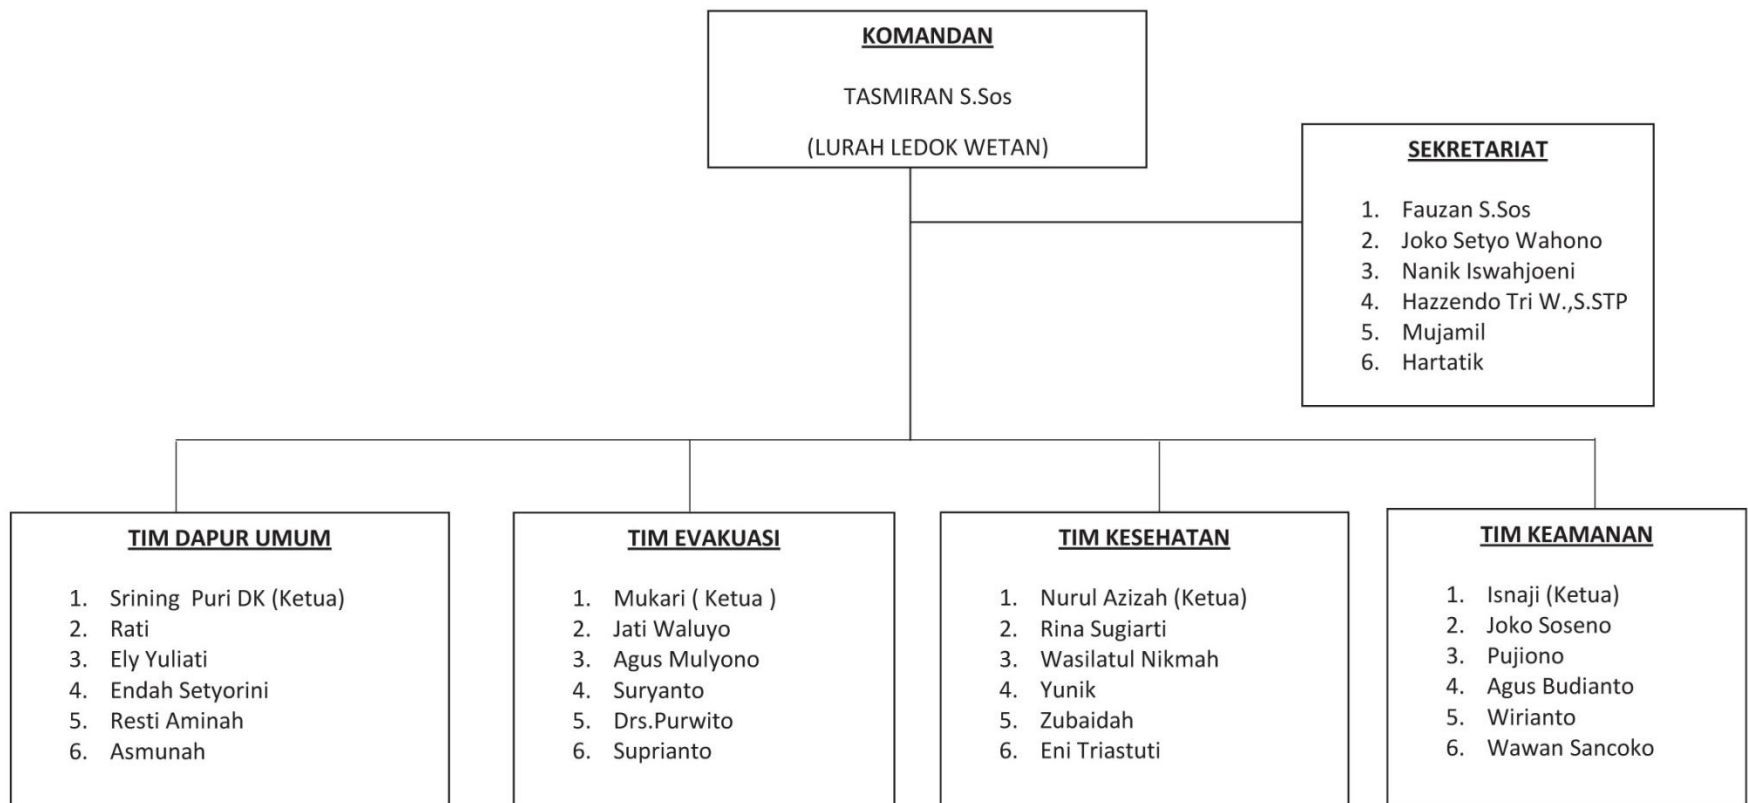 KOMANDAN
TASMIRAN S.Sos
(LURAH LEDOK WETAN)
SEKRETARIAT
1. Fauzan S.Sos
2. Joko Setyo Wahono
3. Nanik Iswahjoeni
4. Hazzendo Tri W.,S.STP
5. Mujamil
6. Hartatik
TIM DAPUR UMUM
1. Srining Puri DK (Ketua)
2. Rati
3. Ely Yuliati
4. Endah Setyorini
5. Resti Aminah
6. Asmunah
TIM EVAKUASI
1. Mukari ( Ketua )
2. Jati Waluyo
3. Agus Mulyono
4. Suryanto
5. Drs.Purwito
6. Suprianto
TIM KESEHATAN
1. Nurul Azizah (Ketua)
2. Rina Sugiarti
3. Wasilatul Nikmah
4. Yunik
5. Zubaidah
6. Eni Triastuti
TIM KEAMANAN
1. Isnaji (Ketua)
2. Joko Soseno
3. Pujiono
4. Agus Budianto
5. Wirianto
6. Wawan Sancoko